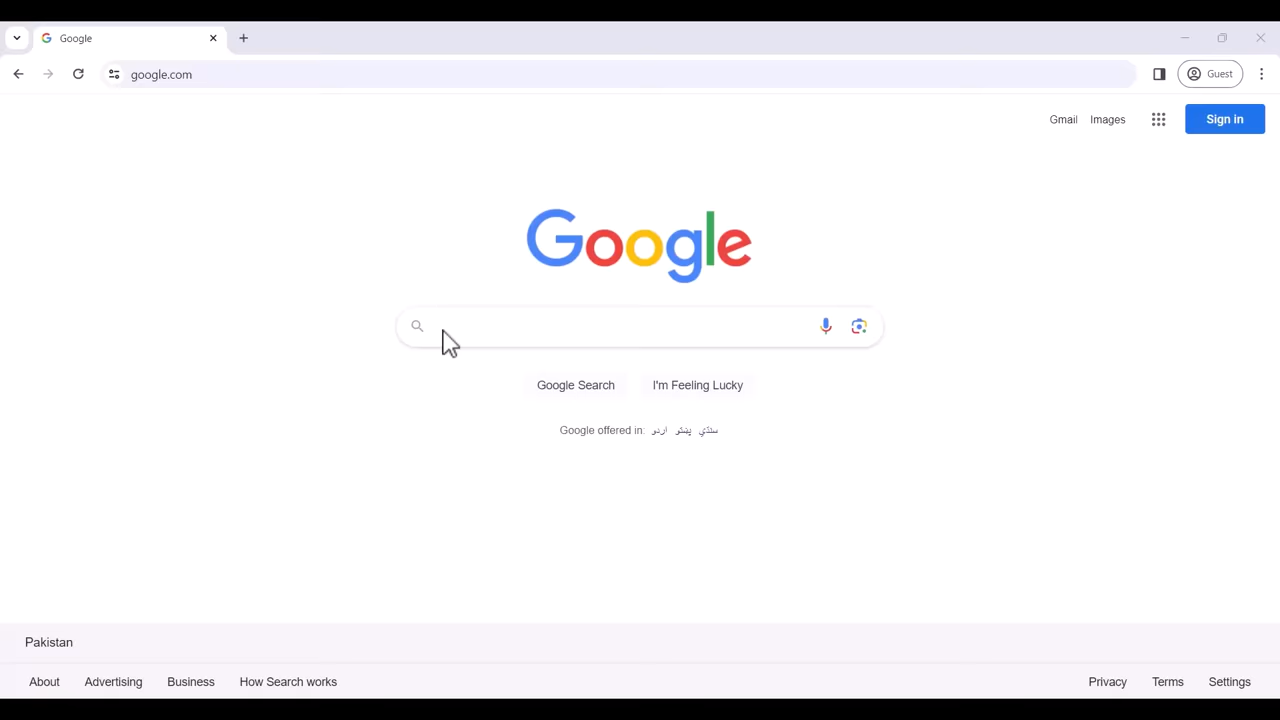 Google
google.com
Guest
Gmail Images
Sign in
Google
Google Search I'm Feeling Lucky
Google offered in: اردو پښتو سنڌي
Pakistan
About Advertising Business How Search works Privacy Terms Settings